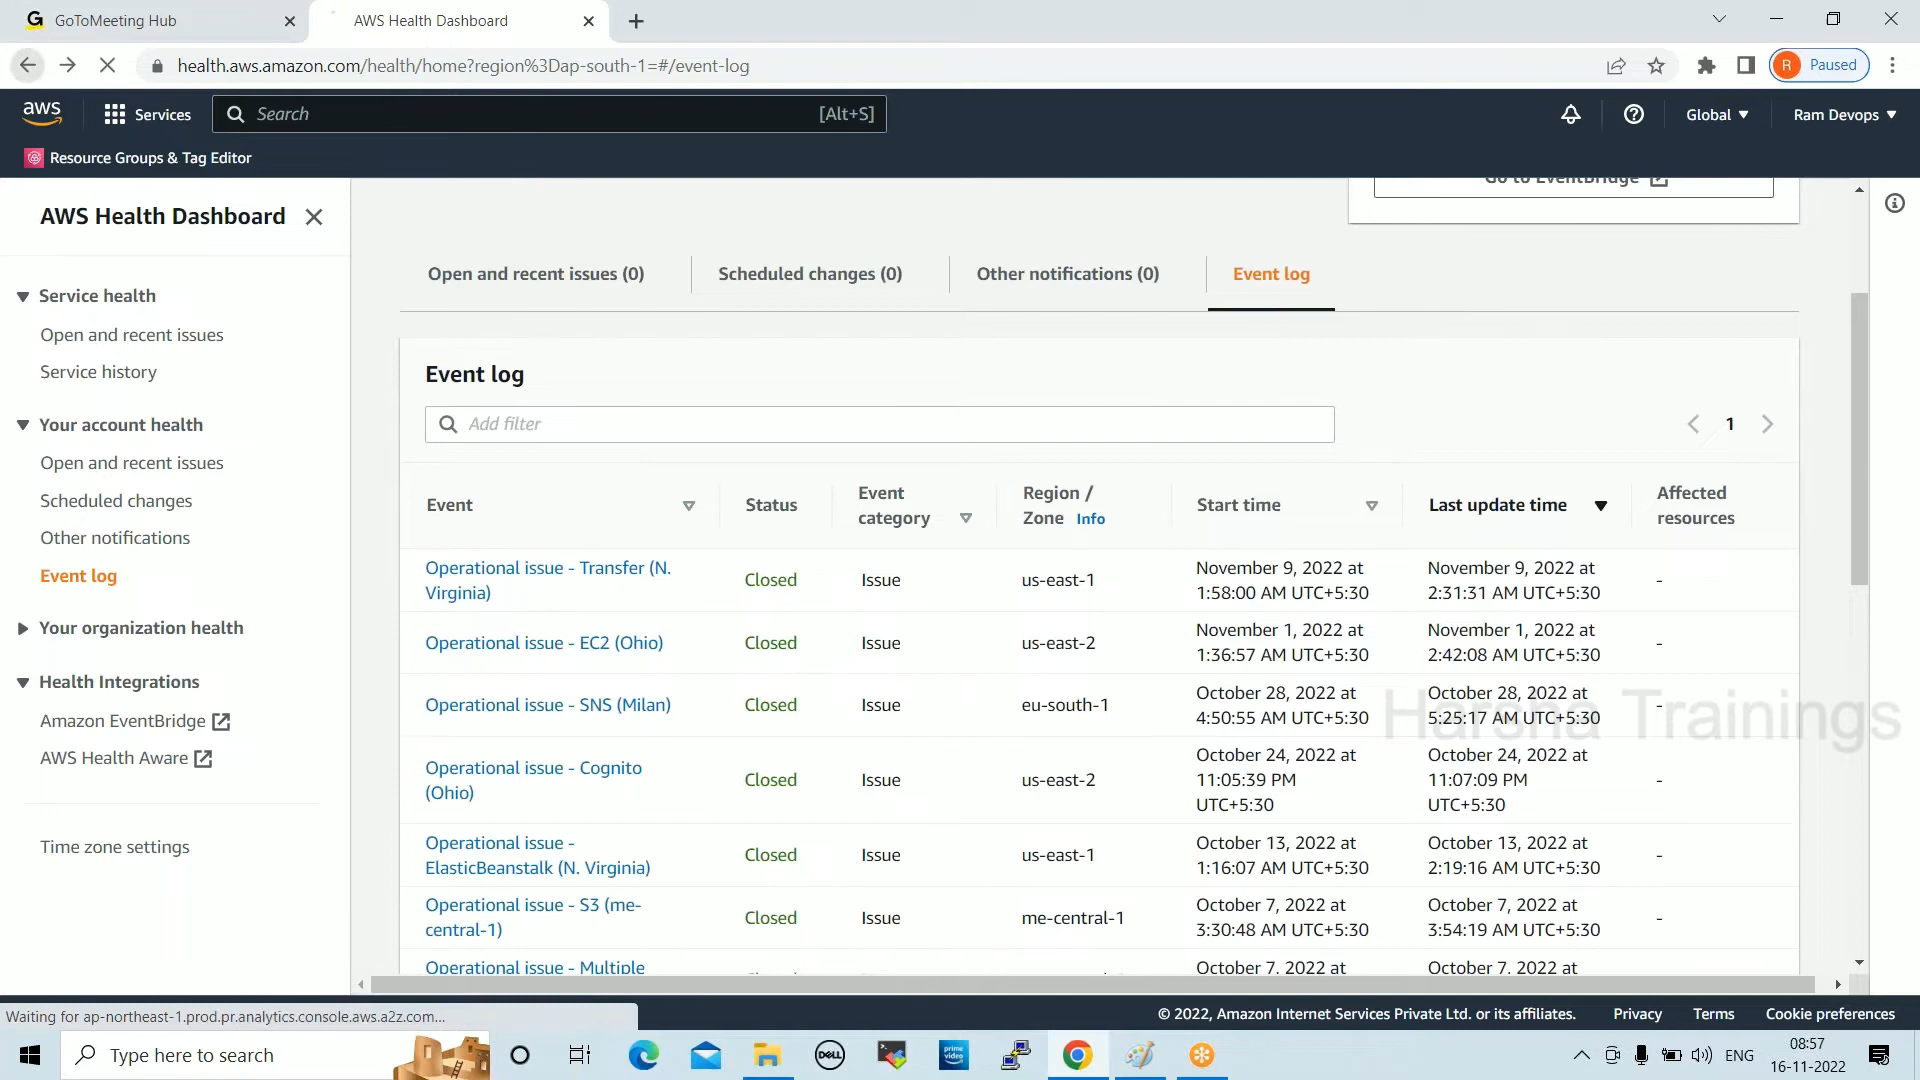 GoToMeeting Hub
AWS Health Dashboard
health.aws.amazon.com/health/home?region%3Dap-south-1=#/event-log
R Paused
aws
Services
Search
[Alt+S]
Global ▼
Ram Devops ▼
Resource Groups & Tag Editor
AWS Health Dashboard
Service health
Open and recent issues
Service history
Your account health
Open and recent issues
Scheduled changes
Other notifications
Event log
Your organization health
Health Integrations
Amazon EventBridge
AWS Health Aware
Time zone settings
Go to EventBridge
Open and recent issues (0)
Scheduled changes (0)
Other notifications (0)
Event log
Event log
Add filter
1
Event
Status
Event
category
Region /
Zone Info
Start time
Last update time
Affected
resources
Operational issue - Transfer (N.
Virginia)
Closed
Issue
us-east-1
November 9, 2022 at
1:58:00 AM UTC+5:30
November 9, 2022 at
2:31:31 AM UTC+5:30
-
Operational issue - EC2 (Ohio)
Closed
Issue
us-east-2
November 1, 2022 at
1:36:57 AM UTC+5:30
November 1, 2022 at
2:42:08 AM UTC+5:30
-
Operational issue - SNS (Milan)
Closed
Issue
eu-south-1
October 28, 2022 at
4:50:55 AM UTC+5:30
October 28, 2022 at
5:25:17 AM UTC+5:30
-
Harsha Trainings
Operational issue - Cognito
(Ohio)
Closed
Issue
us-east-2
October 24, 2022 at
11:05:39 PM
UTC+5:30
October 24, 2022 at
11:07:09 PM
UTC+5:30
-
Operational issue -
ElasticBeanstalk (N. Virginia)
Closed
Issue
us-east-1
October 13, 2022 at
1:16:07 AM UTC+5:30
October 13, 2022 at
2:19:16 AM UTC+5:30
-
Operational issue - S3 (me-
central-1)
Closed
Issue
me-central-1
October 7, 2022 at
3:30:48 AM UTC+5:30
October 7, 2022 at
3:54:19 AM UTC+5:30
-
Operational issue - Multiple
October 7, 2022 at
October 7, 2022 at
Waiting for ap-northeast-1.prod.pr.analytics.console.aws.a2z.com...
© 2022, Amazon Internet Services Private Ltd. or its affiliates.
Privacy
Terms
Cookie preferences
Type here to search
DELL
prime
video
ENG
08:57
16-11-2022